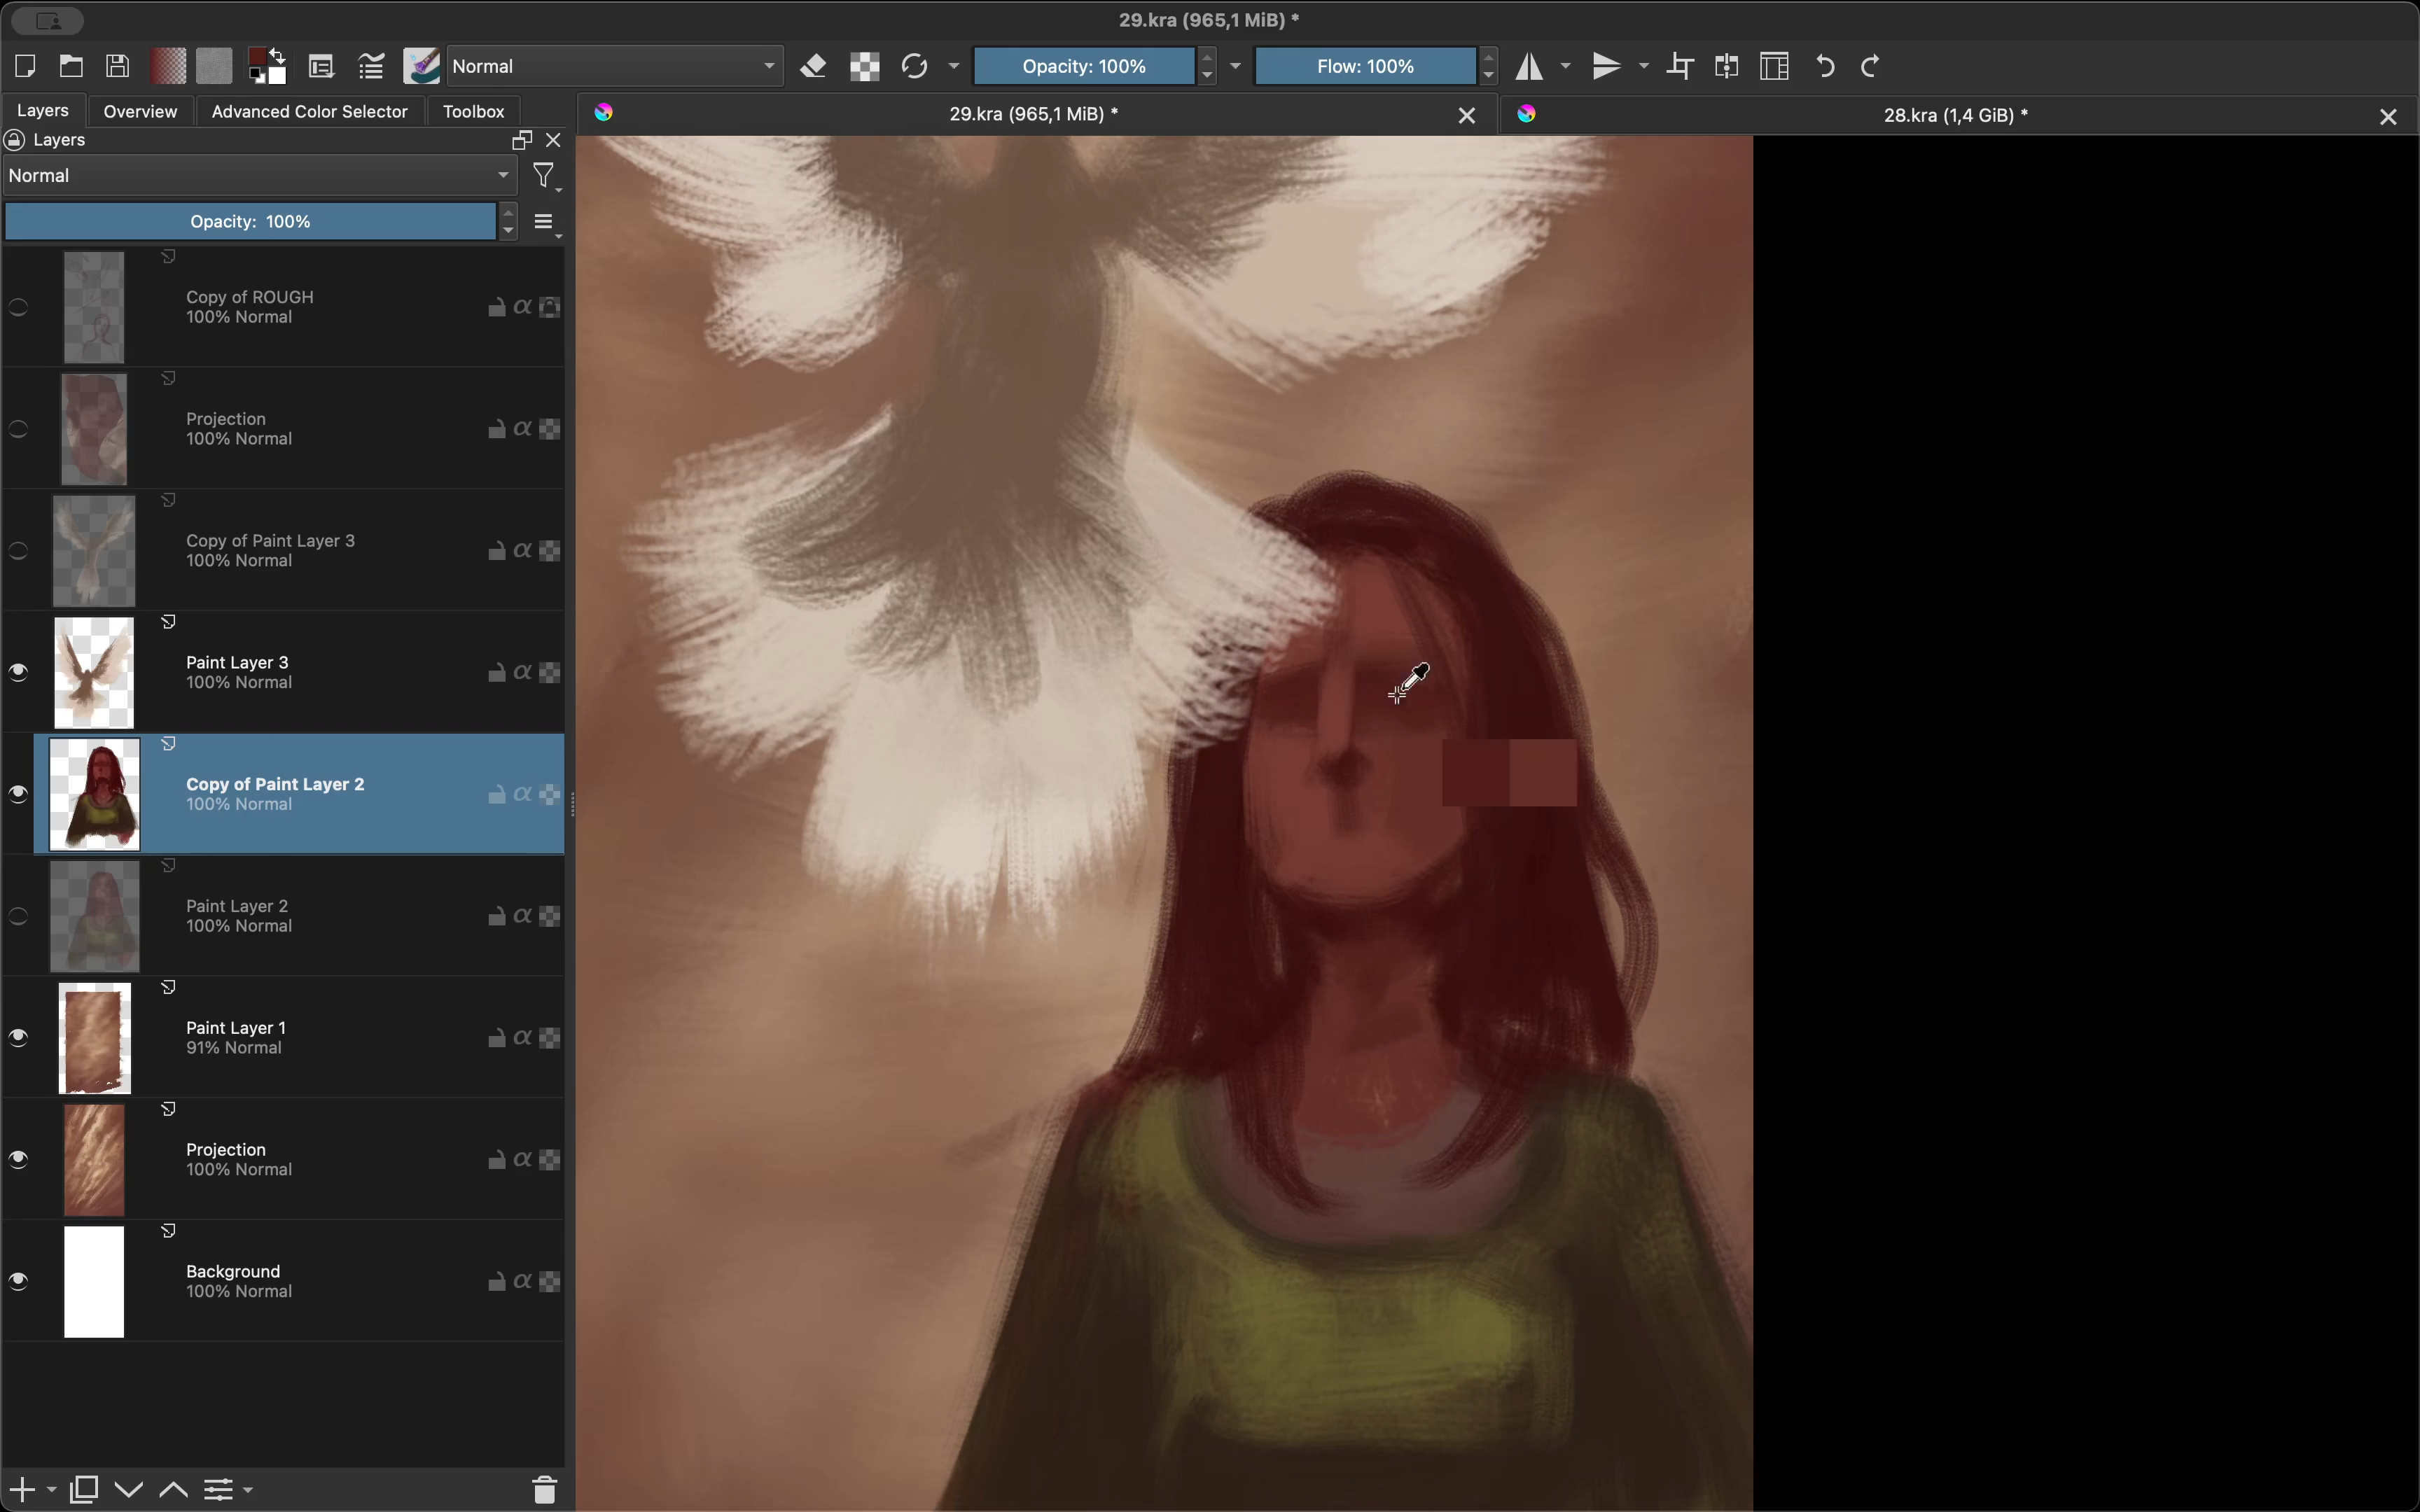 29.kra (965,1 MiB) *
Normal
Opacity: 100%
Flow: 100%
Layers
Overview
Advanced Color Selector
Toolbox
29.kra (965,1 MiB) *
28.kra (1,4 GiB) *
Layers
Normal
Opacity: 100%
Copy of ROUGH
100% Normal
Projection
100% Normal
Copy of Paint Layer 3
100% Normal
Paint Layer 3
100% Normal
Copy of Paint Layer 2
100% Normal
Paint Layer 2
100% Normal
Paint Layer 1
91% Normal
Projection
100% Normal
Background
100% Normal